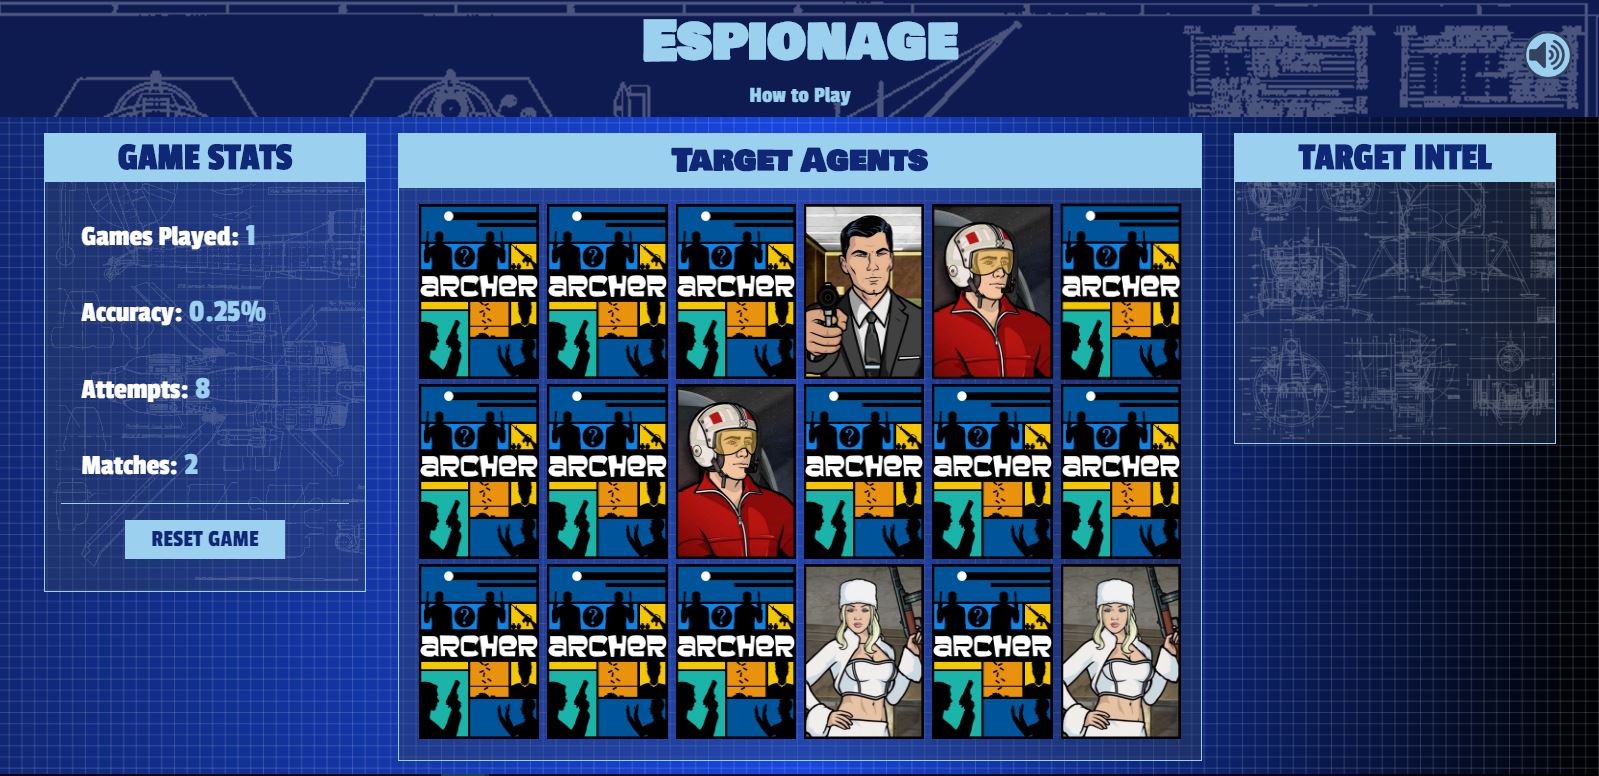 ESPIONAGE
How to Play
GAME STATS
Games Played: 1
Accuracy: 0.25%
Attempts: 8
Matches: 2
RESET GAME
TARGET AGENTS
?
ARCHER
?
ARCHER
?
ARCHER
?
ARCHER
?
ARCHER
?
ARCHER
?
ARCHER
?
ARCHER
?
ARCHER
?
ARCHER
?
ARCHER
?
ARCHER
?
ARCHER
TARGET INTEL